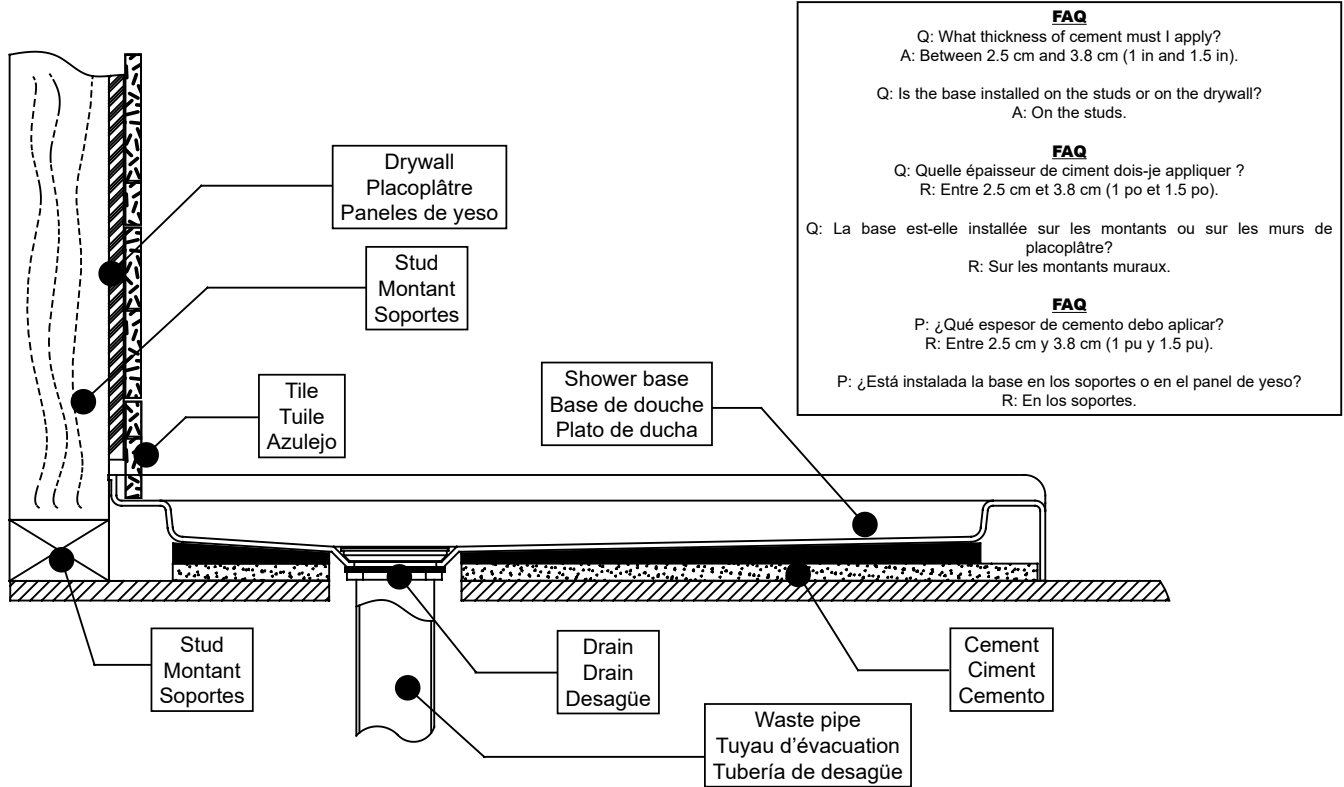 FAQ
Q: What thickness of cement must I apply?
A: Between 2.5 cm and 3.8 cm (1 in and 1.5 in).
Q: Is the base installed on the studs or on the drywall?
A: On the studs.
FAQ
Q: Quelle épaisseur de ciment dois-je appliquer ?
R: Entre 2.5 cm et 3.8 cm (1 po et 1.5 po).
Q: La base est-elle installée sur les montants ou sur les murs de
placoplâtre?
R: Sur les montants muraux.
FAQ
P: ¿Qué espesor de cemento debo aplicar?
R: Entre 2.5 cm y 3.8 cm (1 pu y 1.5 pu).
P: ¿Está instalada la base en los soportes o en el panel de yeso?
R: En los soportes.
Drywall
Placoplâtre
Paneles de yeso
Stud
Montant
Soportes
Tile
Tuile
Azulejo
Shower base
Base de douche
Plato de ducha
Stud
Montant
Soportes
Drain
Drain
Desagüe
Cement
Ciment
Cemento
Waste pipe
Tuyau d’évacuation
Tubería de desagüe